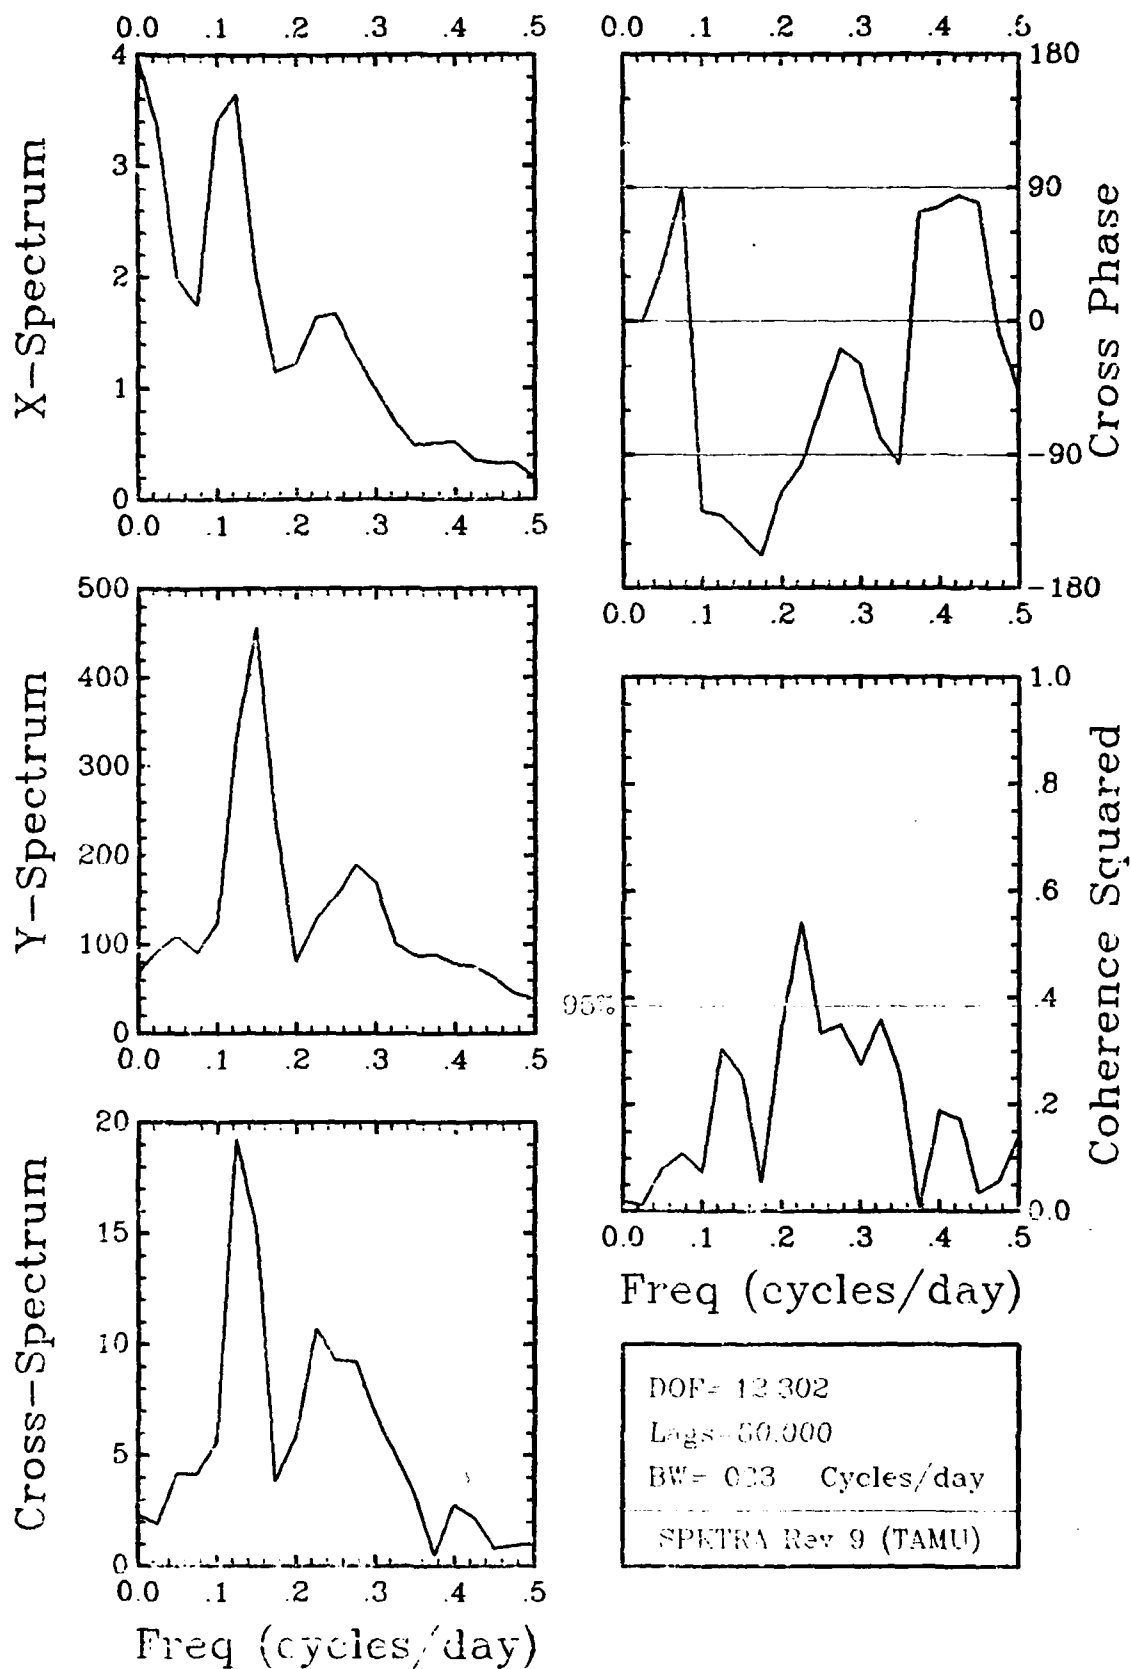 0.0 .1 .2 .3 .4 .5
4
3
2
1
0
X-Spectrum
0.0 .1 .2 .3 .4 .5
500
400
300
200
100
0
Y-Spectrum
0.0 .1 .2 .3 .4 .5
20
15
10
5
0
Cross-Spectrum
0.0 .1 .2 .3 .4 .5
Freq (cycles/day)
0.0 .1 .2 .3 .4 .5
180
90
0
-90
-180
Cross Phase
0.0 .1 .2 .3 .4 .5
1.0
.8
.6
.4
.2
0.0
95%
Coherence Squared
0.0 .1 .2 .3 .4 .5
Freq (cycles/day)
DOF= 12.302
Lags=
BW= Cycles/day
SPKTRA Rev 9 (TAMU)